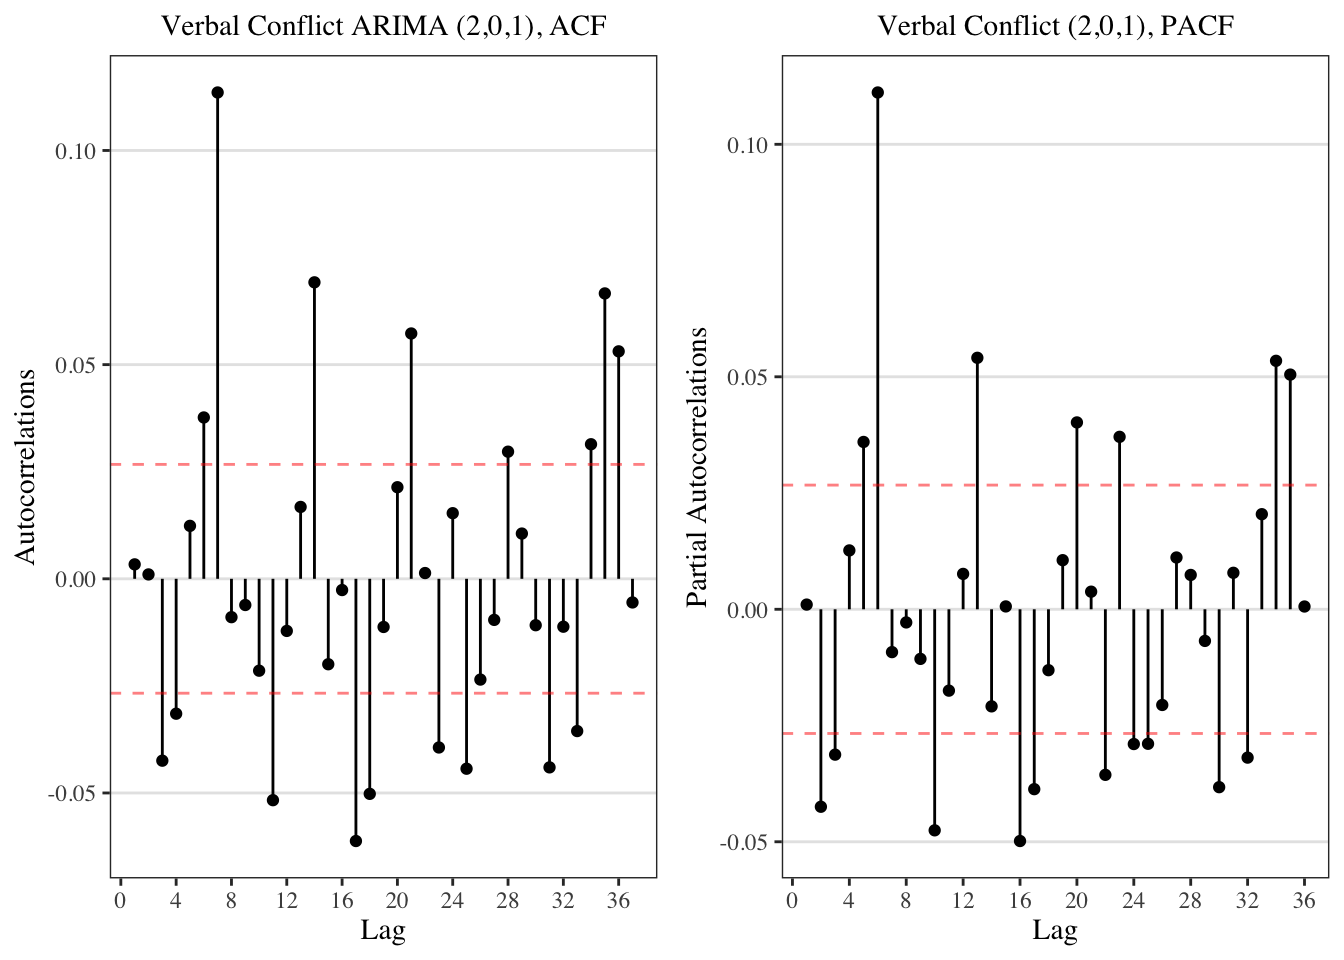 Verbal Conflict ARIMA (2,0,1), ACF
Autocorrelations
0.10
0.05
0.00
-0.05
0 4 8 12 16 20 24 28 32 36
Lag
Verbal Conflict (2,0,1), PACF
Partial Autocorrelations
0.10
0.05
0.00
-0.05
0 4 8 12 16 20 24 28 32 36
Lag